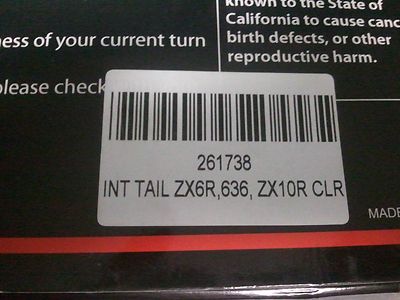 known to the State of
California to cause canc
birth defects, or other
reproductive harm.
ness of your current turn
please check
261738
INT TAIL ZX6R,636, ZX10R CLR
MADE